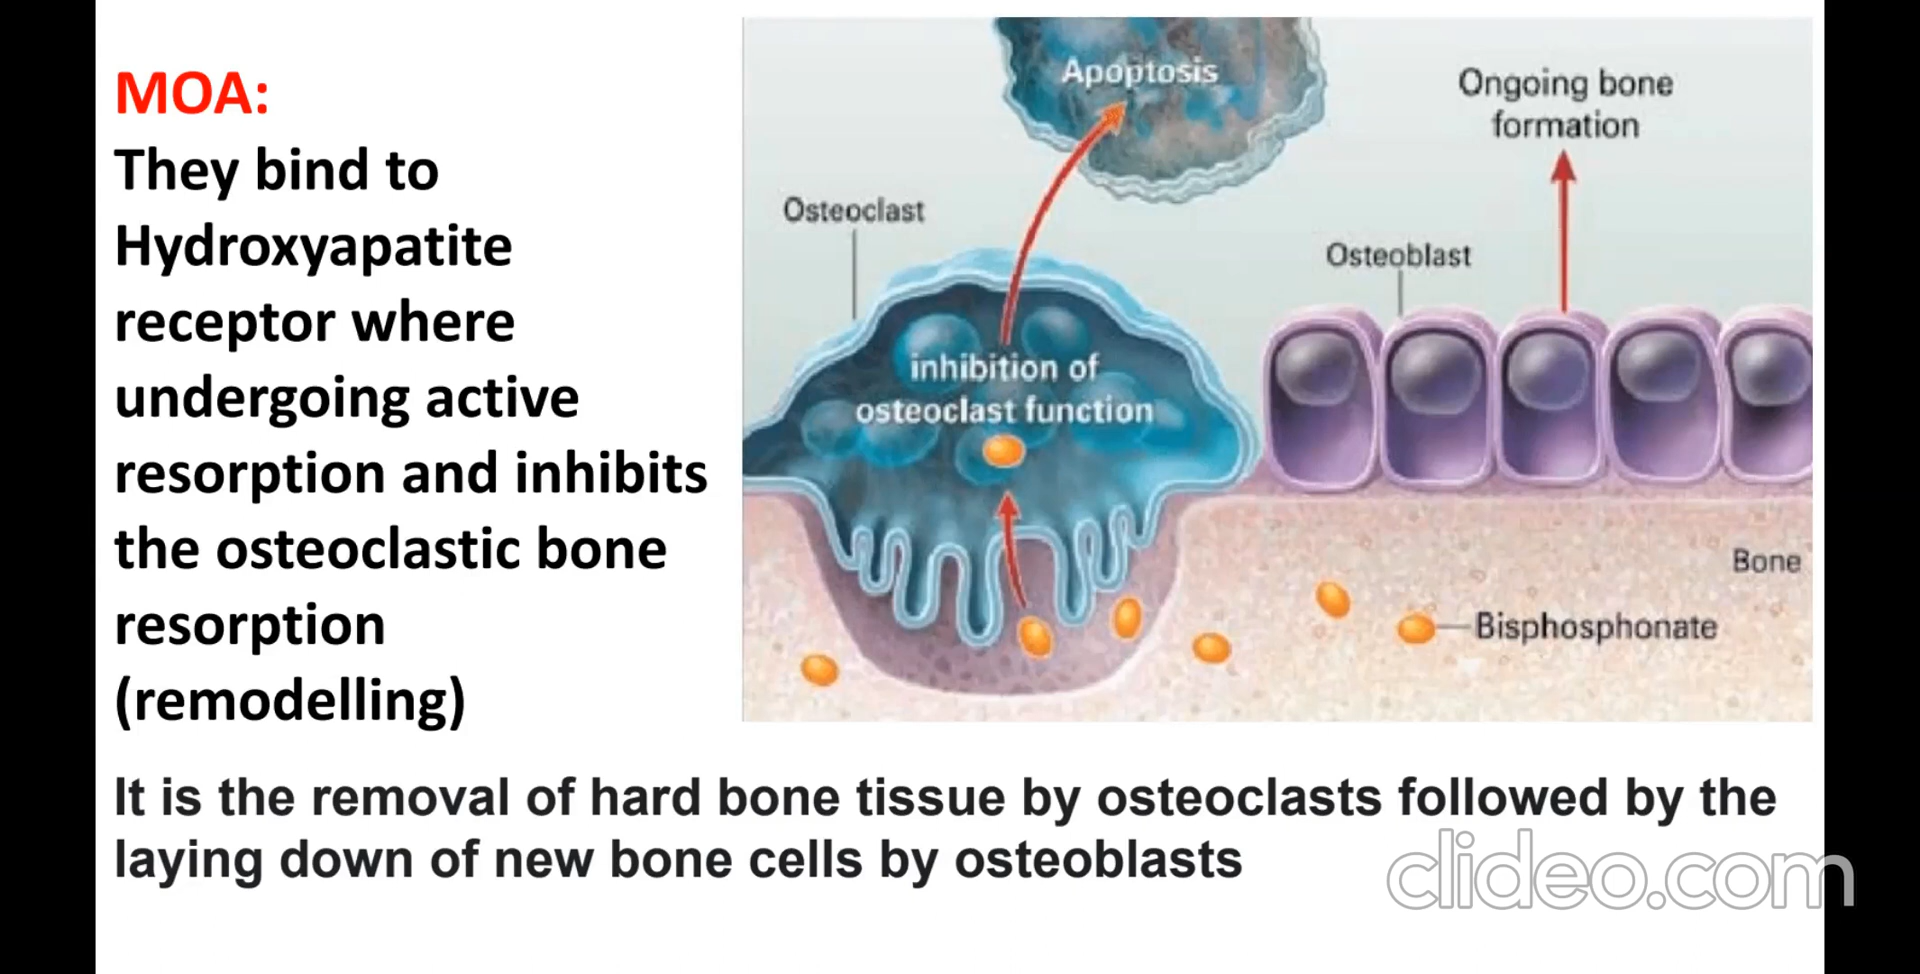 MOA:
They bind to
Hydroxyapatite
receptor where
undergoing active
resorption and inhibits
the osteoclastic bone
resorption
(remodelling)
Apoptosis
Ongoing bone
formation
Osteoclast
Osteoblast
inhibition of
osteoclast function
Bone
Bisphosphonate
It is the removal of hard bone tissue by osteoclasts followed by the
laying down of new bone cells by osteoblasts
clideo.com